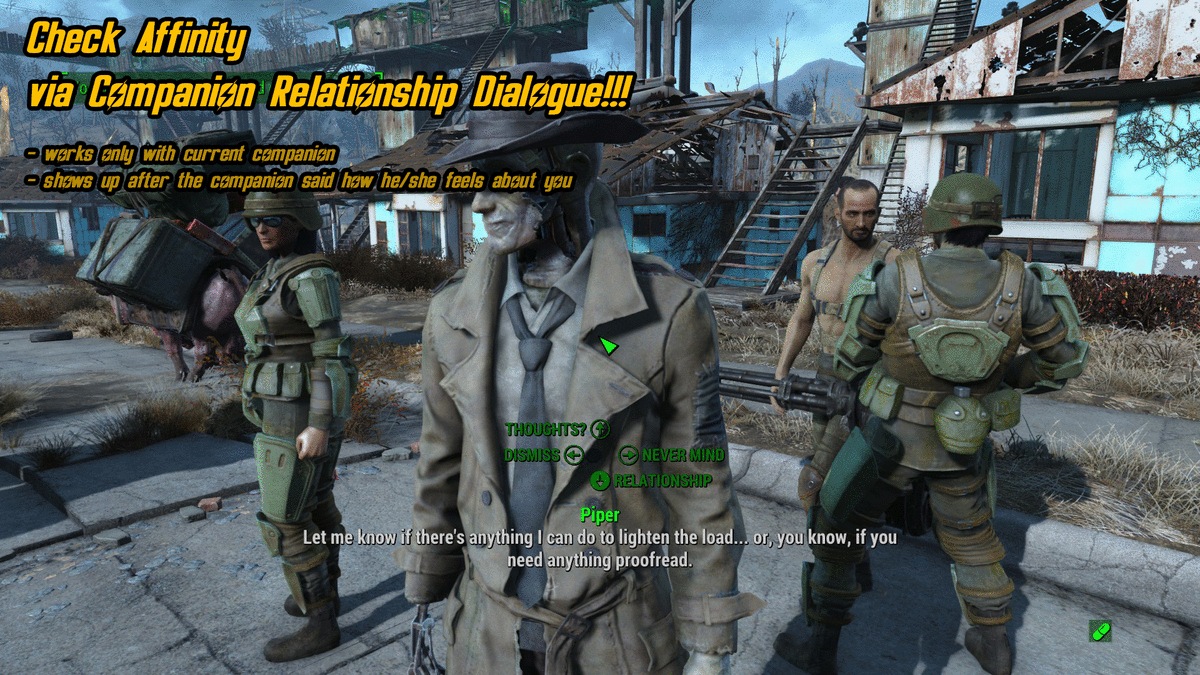 Check Affinity
via Companion Relationship Dialogue!!!
- works only with current companion
- shows up after the companion said how he/she feels about you
THOUGHTS?
DISMISS
NEVER MIND
RELATIONSHIP
Piper
Let me know if there's anything I can do to lighten the load... or, you know, if you
need anything proofread.